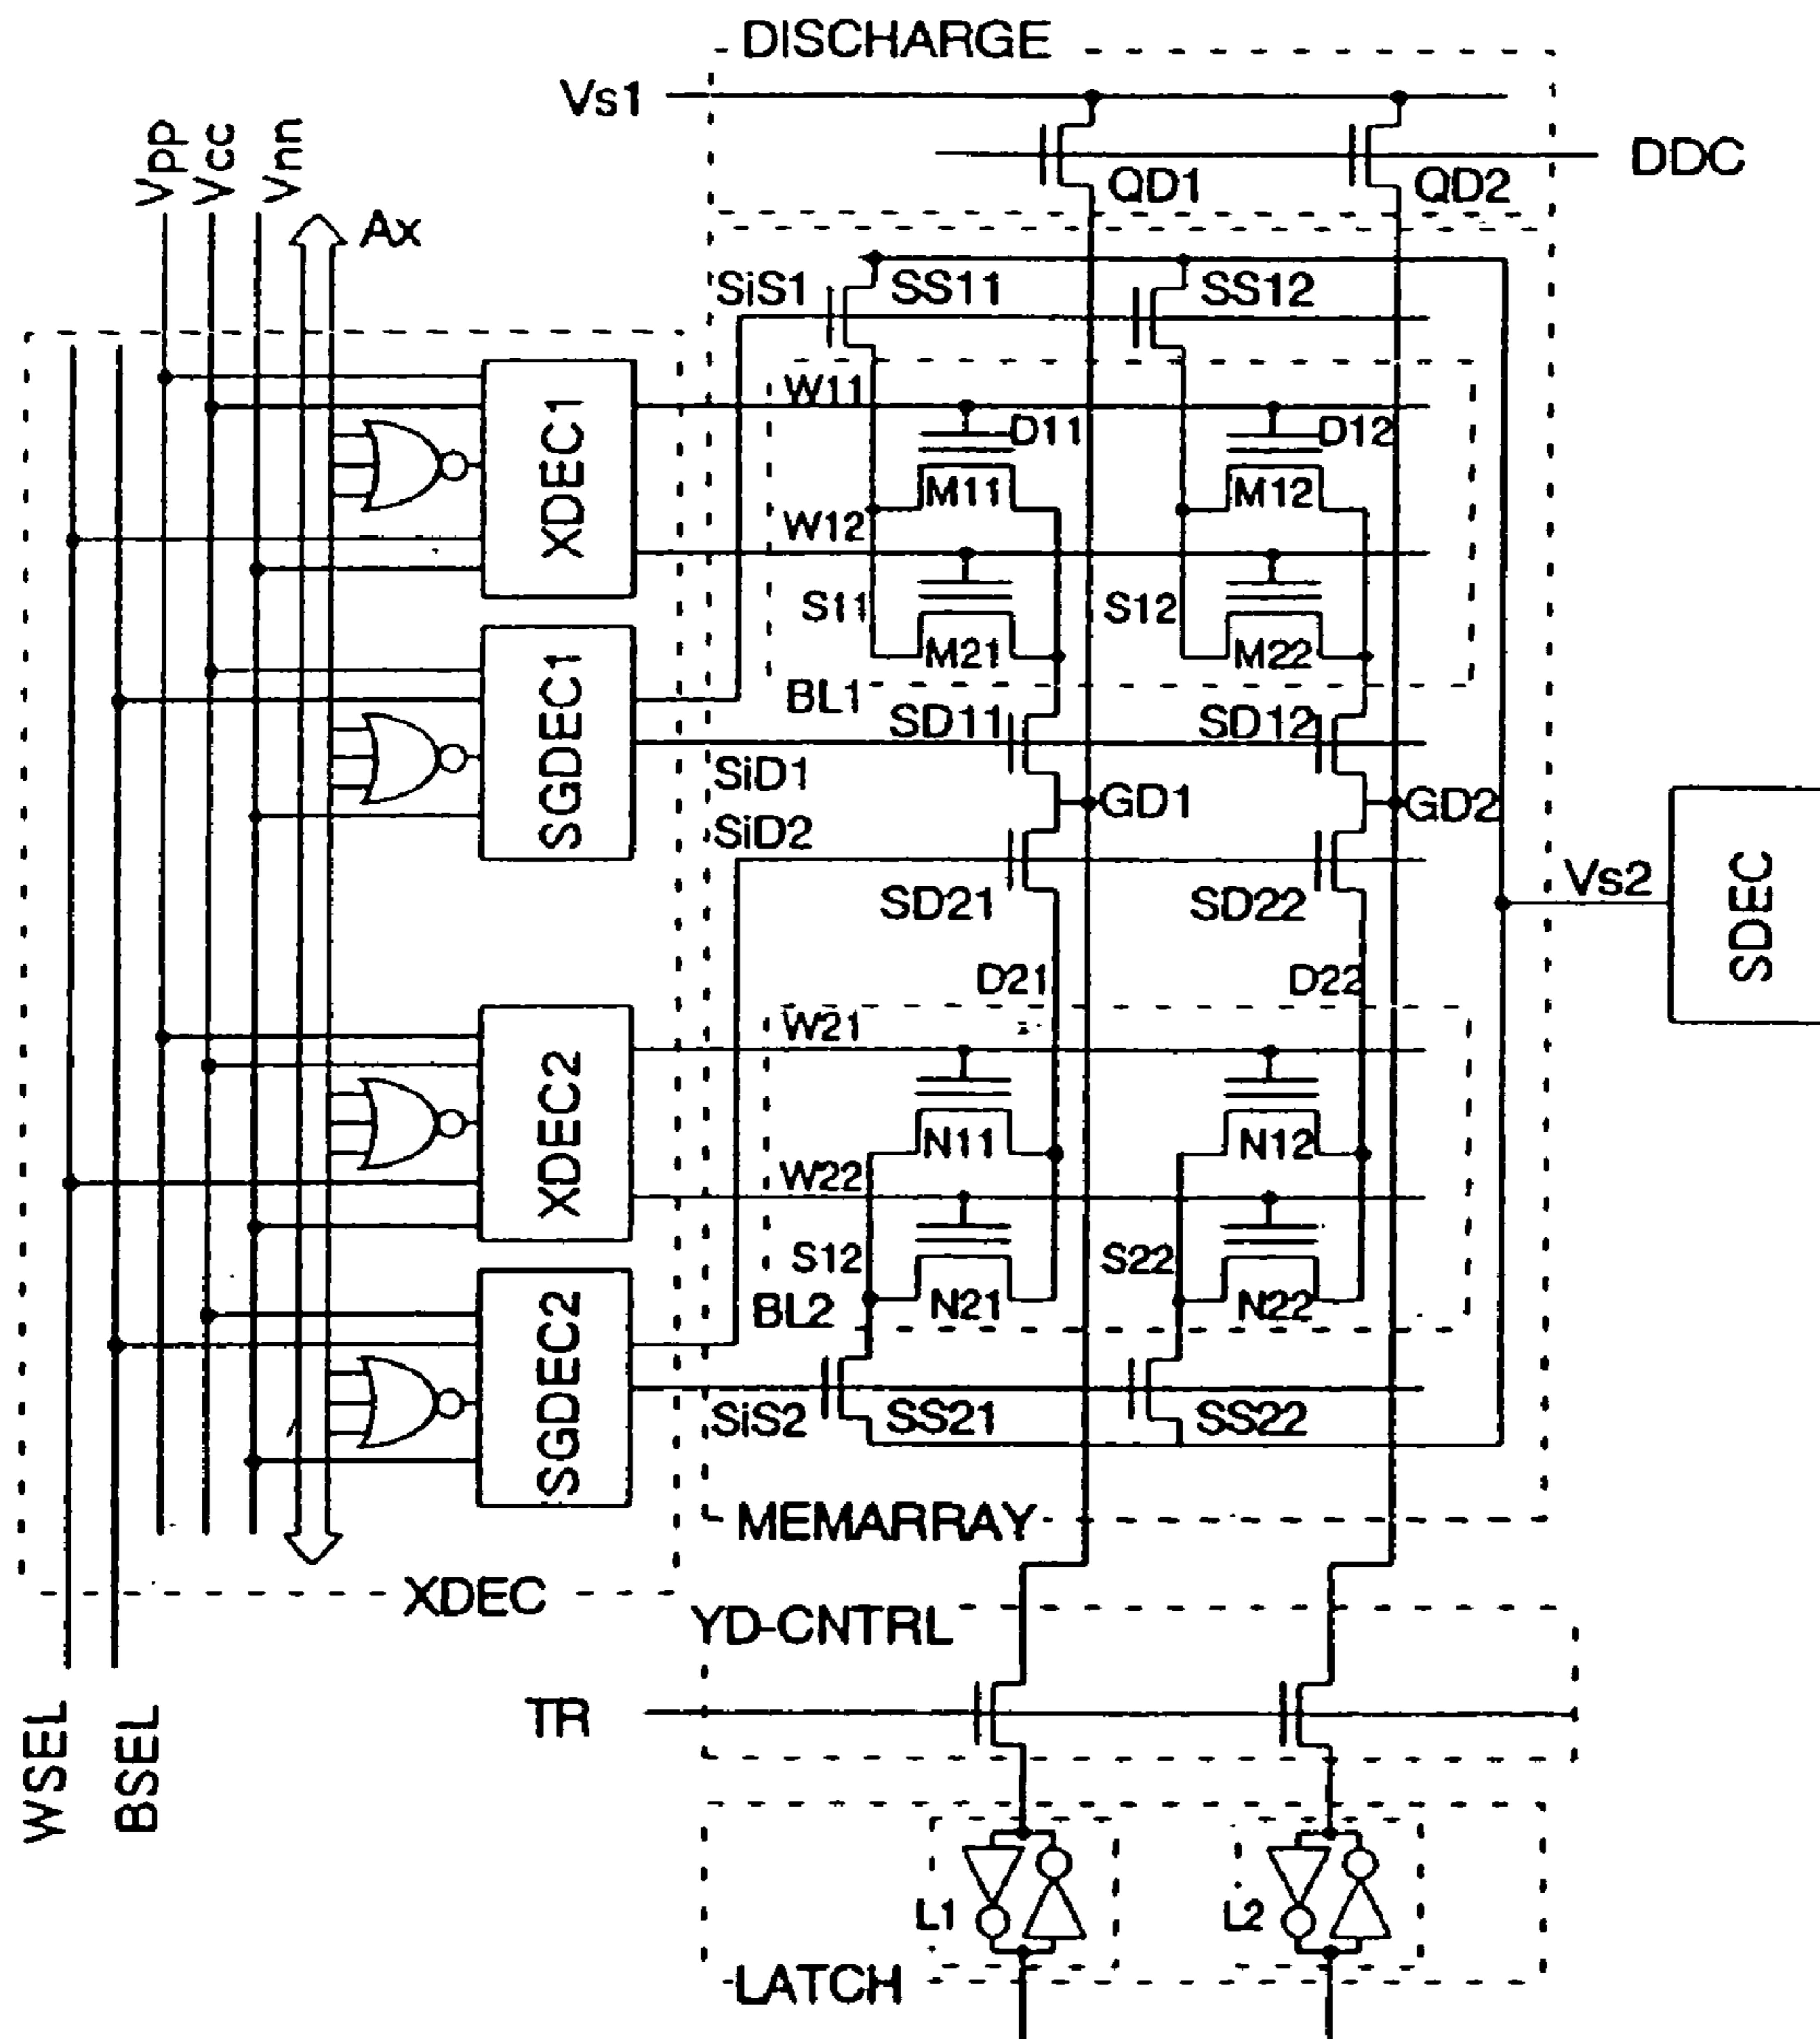 DISCHARGE
Vs1
Vpp
Vcc
Vnn
DDC
QD1
QD2
Ax
SiS1
SS11
SS12
W11
D11
D12
XDEC1
M11
M12
W12
S11
S12
M21
M22
BL1
SGDEC1
SD11
SD12
SiD1
GD1
GD2
SiD2
Vs2
SDEC
SD21
SD22
D21
D22
W21
XDEC2
N11
N12
W22
S12
S22
N21
N22
BL2
SGDEC2
SiS2
SS21
SS22
MEMARRAY
XDEC
YD-CNTRL
TR
WSEL
BSEL
L1
L2
LATCH